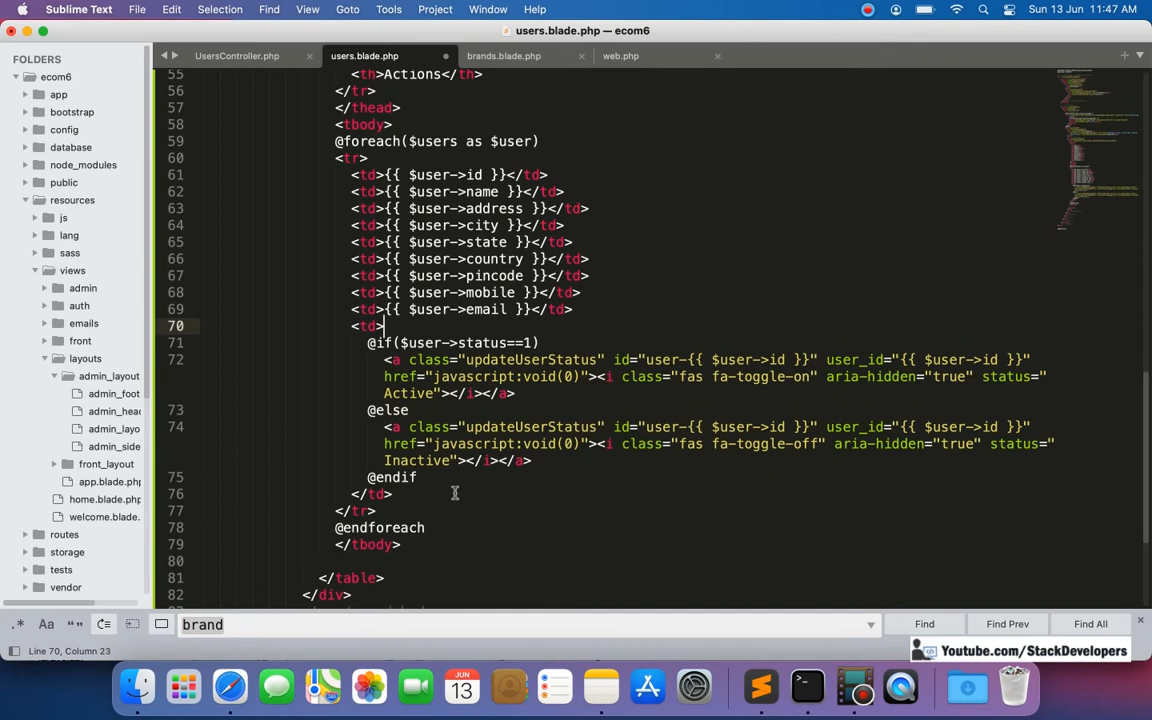 Sublime Text File Edit Selection Find View Goto Tools Project Window Help Sun 13 Jun 11:47 AM
users.blade.php — ecom6
FOLDERS
ecom6
app
bootstrap
config
database
node_modules
public
resources
js
lang
sass
views
admin
auth
emails
front
layouts
admin_layout
admin_foot
admin_head
admin_layo
admin_side
front_layout
app.blade.php
home.blade.php
welcome.blade.
routes
storage
tests
vendor
UsersController.php users.blade.php brands.blade.php web.php
55 <th>Actions</th>
56 </tr>
57 </thead>
58 <tbody>
59 @foreach($users as $user)
60 <tr>
61 <td>{{ $user->id }}</td>
62 <td>{{ $user->name }}</td>
63 <td>{{ $user->address }}</td>
64 <td>{{ $user->city }}</td>
65 <td>{{ $user->state }}</td>
66 <td>{{ $user->country }}</td>
67 <td>{{ $user->pincode }}</td>
68 <td>{{ $user->mobile }}</td>
69 <td>{{ $user->email }}</td>
70 <td>
71 @if($user->status==1)
72 <a class="updateUserStatus" id="user-{{ $user->id }}" user_id="{{ $user->id }}"
href="javascript:void(0)"><i class="fas fa-toggle-on" aria-hidden="true" status="
Active"></i></a>
73 @else
74 <a class="updateUserStatus" id="user-{{ $user->id }}" user_id="{{ $user->id }}"
href="javascript:void(0)"><i class="fas fa-toggle-off" aria-hidden="true" status="
Inactive"></i></a>
75 @endif
76 </td>
77 </tr>
78 @endforeach
79 </tbody>
80
81 </table>
82 </div>
.* Aa “” brand Find Find Prev Find All
Line 70, Column 23
Youtube.com/StackDevelopers
JUN
13